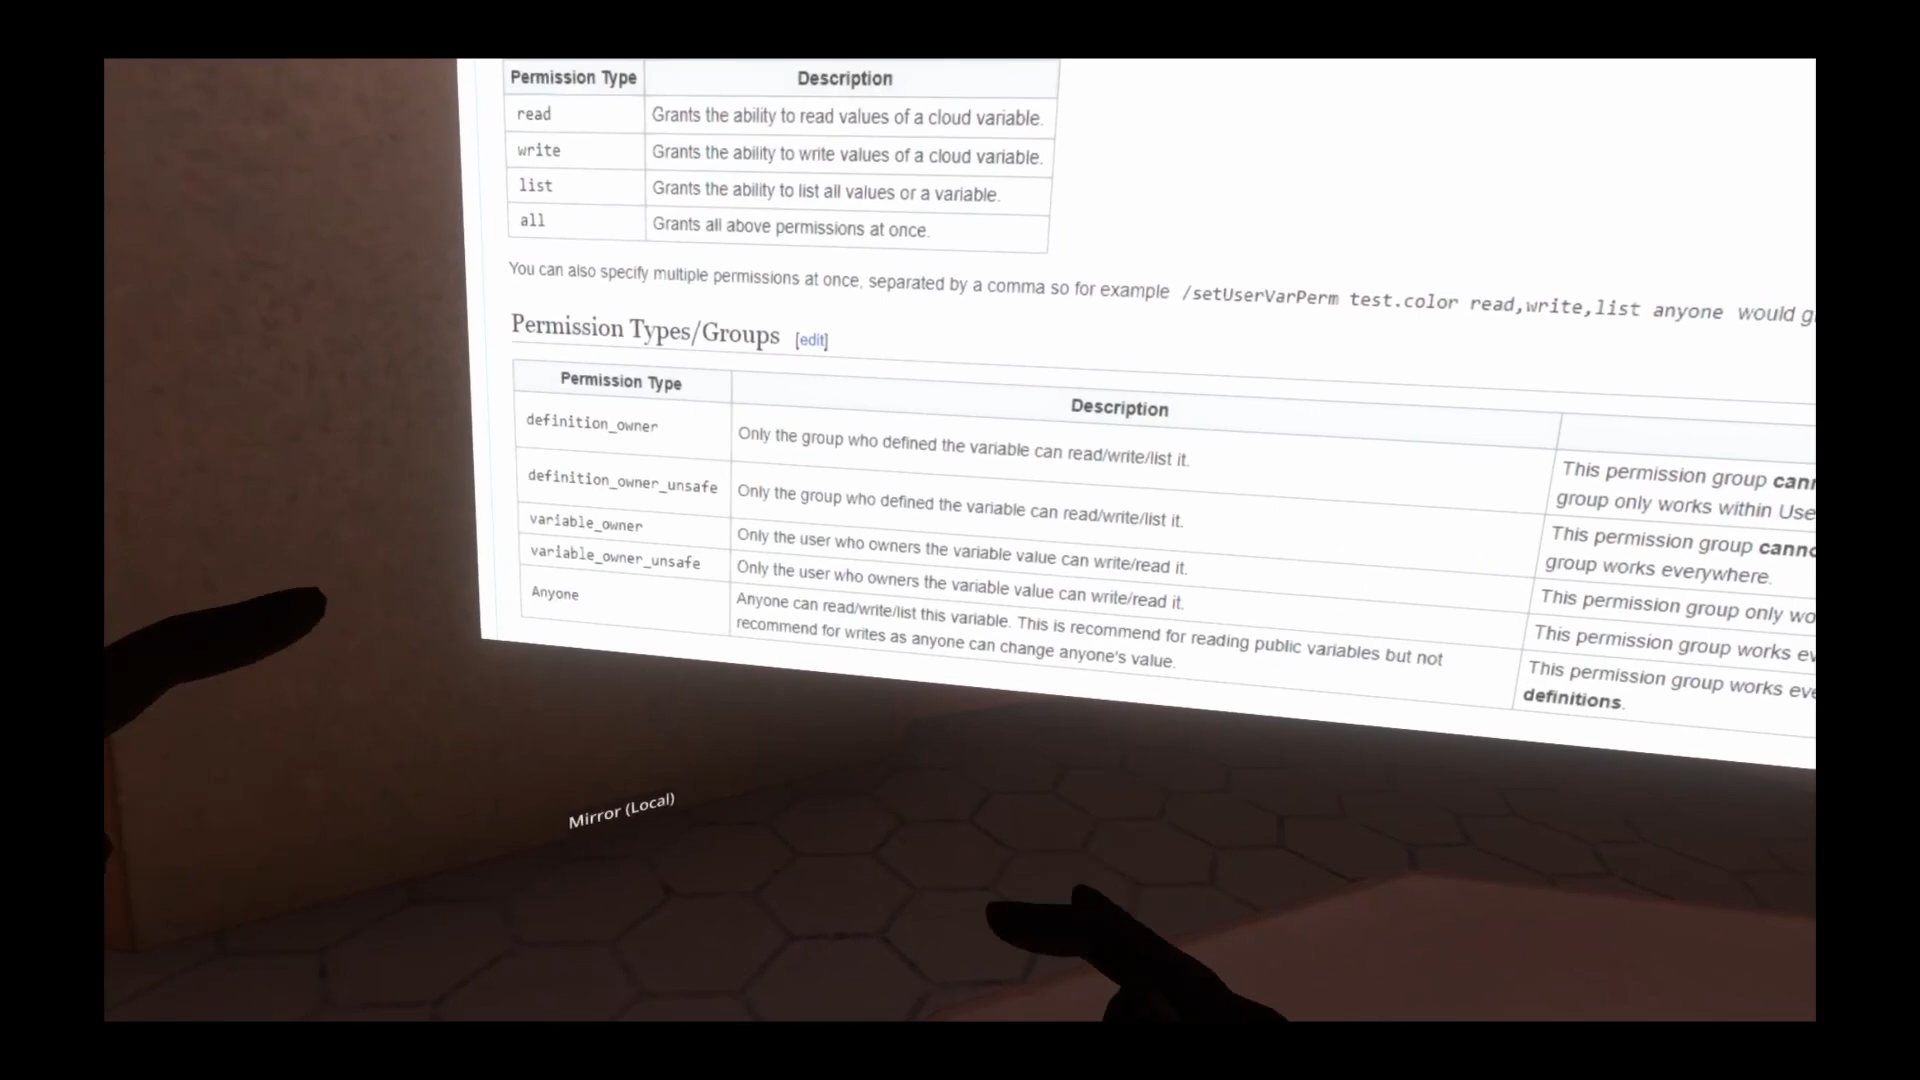 Permission Type Description
read Grants the ability to read values of a cloud variable.
write Grants the ability to write values of a cloud variable.
list Grants the ability to list all values or a variable.
all Grants all above permissions at once.
You can also specify multiple permissions at once, separated by a comma so for example /setUserVarPerm test.color read,write,list anyone would g
Permission Types/Groups [edit]
Permission Type Description
definition_owner Only the group who defined the variable can read/write/list it.
This permission group cann
group only works within Use
definition_owner_unsafe Only the group who defined the variable can read/write/list it.
This permission group canno
group works everywhere.
variable_owner Only the user who owners the variable value can write/read it.
This permission group only wo
variable_owner_unsafe Only the user who owners the variable value can write/read it.
This permission group works ev
Anyone Anyone can read/write/list this variable. This is recommend for reading public variables but not
recommend for writes as anyone can change anyone's value.
This permission group works eve
definitions.
Mirror (Local)